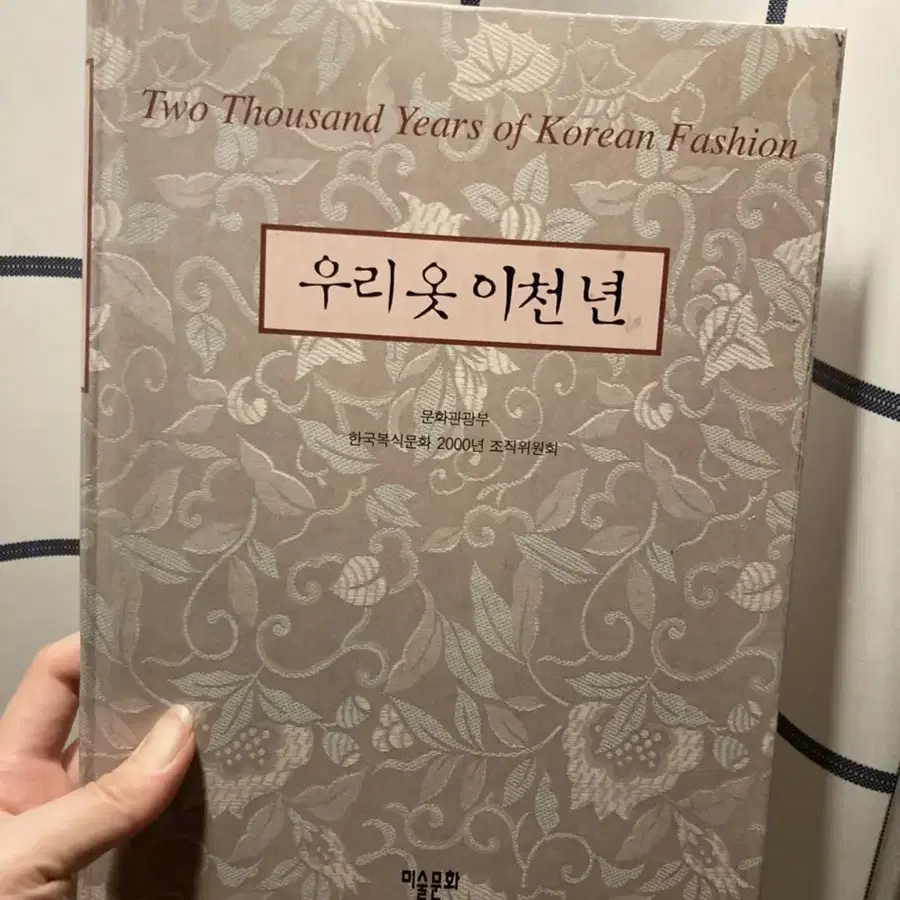 Two Thousand Years of Korean Fashion
우리 옷 이천 년
문화관광부
한국복식문화 2000년 조직위원회
미술문화